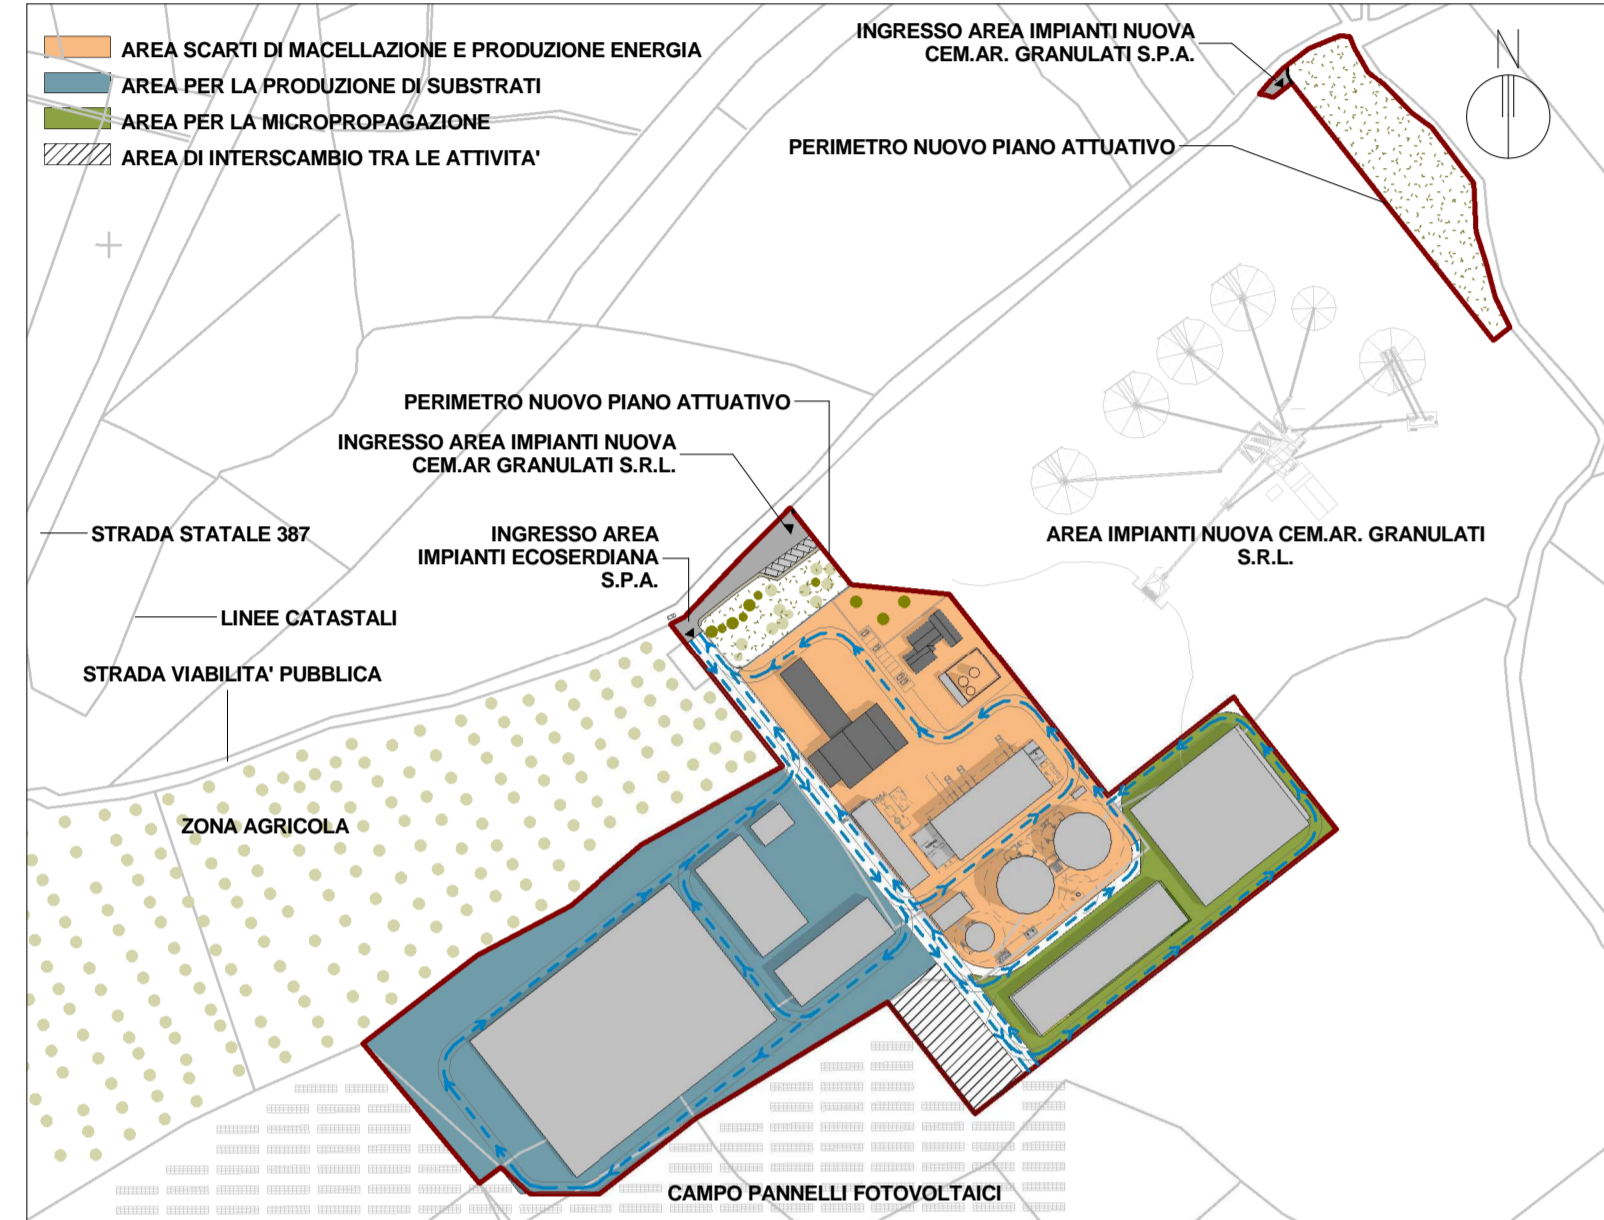 AREA SCARTI DI MACELLAZIONE E PRODUZIONE ENERGIA
AREA PER LA PRODUZIONE DI SUBSTRATI
AREA PER LA MICROPROPAGAZIONE
AREA DI INTERSCAMBIO TRA LE ATTIVITA'
INGRESSO AREA IMPIANTI NUOVA
CEM.AR. GRANULATI S.P.A.
N
PERIMETRO NUOVO PIANO ATTUATIVO
PERIMETRO NUOVO PIANO ATTUATIVO
INGRESSO AREA IMPIANTI NUOVA
CEM.AR GRANULATI S.R.L.
INGRESSO AREA
IMPIANTI ECOSERDIANA
S.P.A.
AREA IMPIANTI NUOVA CEM.AR. GRANULATI
S.R.L.
STRADA STATALE 387
LINEE CATASTALI
STRADA VIABILITA' PUBBLICA
ZONA AGRICOLA
CAMPO PANNELLI FOTOVOLTAICI